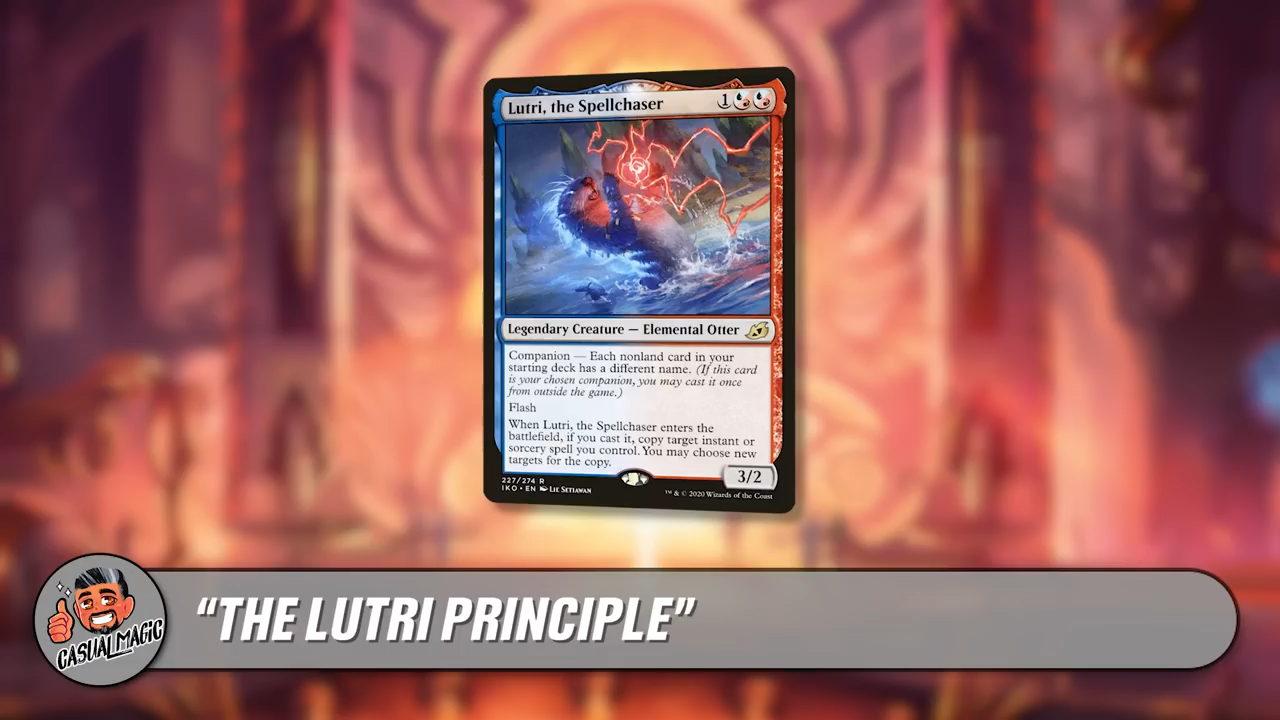 Lutri, the Spellchaser 1
Legendary Creature — Elemental Otter
Companion — Each nonland card in your
starting deck has a different name. (If this card
is your chosen companion, you may cast it once
from outside the game.)
Flash
When Lutri, the Spellchaser enters the
battlefield, if you cast it, copy target instant or
sorcery spell you control. You may choose new
targets for the copy.
3/2
227/274 R
IKO • EN Lie Setiawan
™ & © 2020 Wizards of the Coast
"THE LUTRI PRINCIPLE"
CASUAL MAGIC